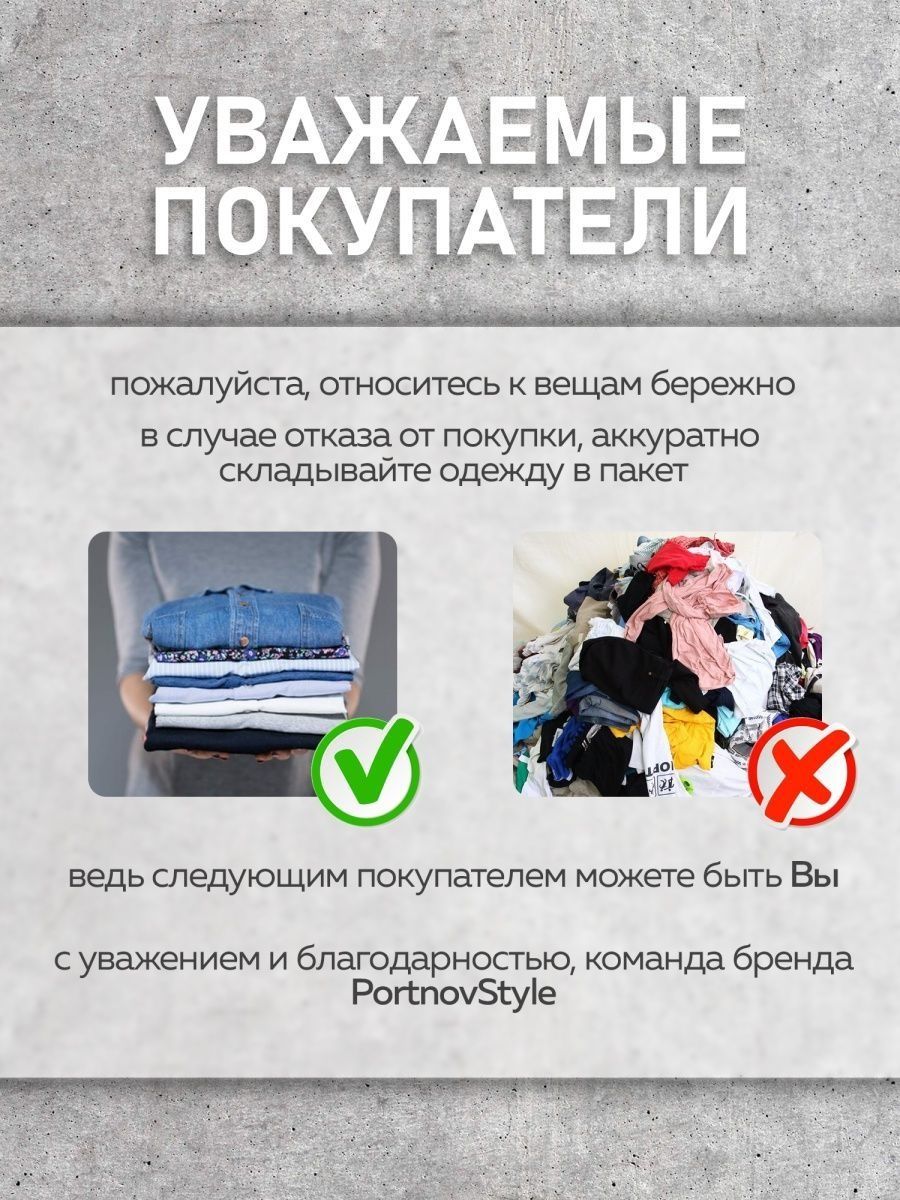 УВАЖАЕМЫЕ
ПОКУПАТЕЛИ
пожалуйста, относитесь к вещам бережно
в случае отказа от покупки, аккуратно
складывайте одежду в пакет
ведь следующим покупателем можете быть Вы
с уважением и благодарностью, команда бренда
PortnovStyle